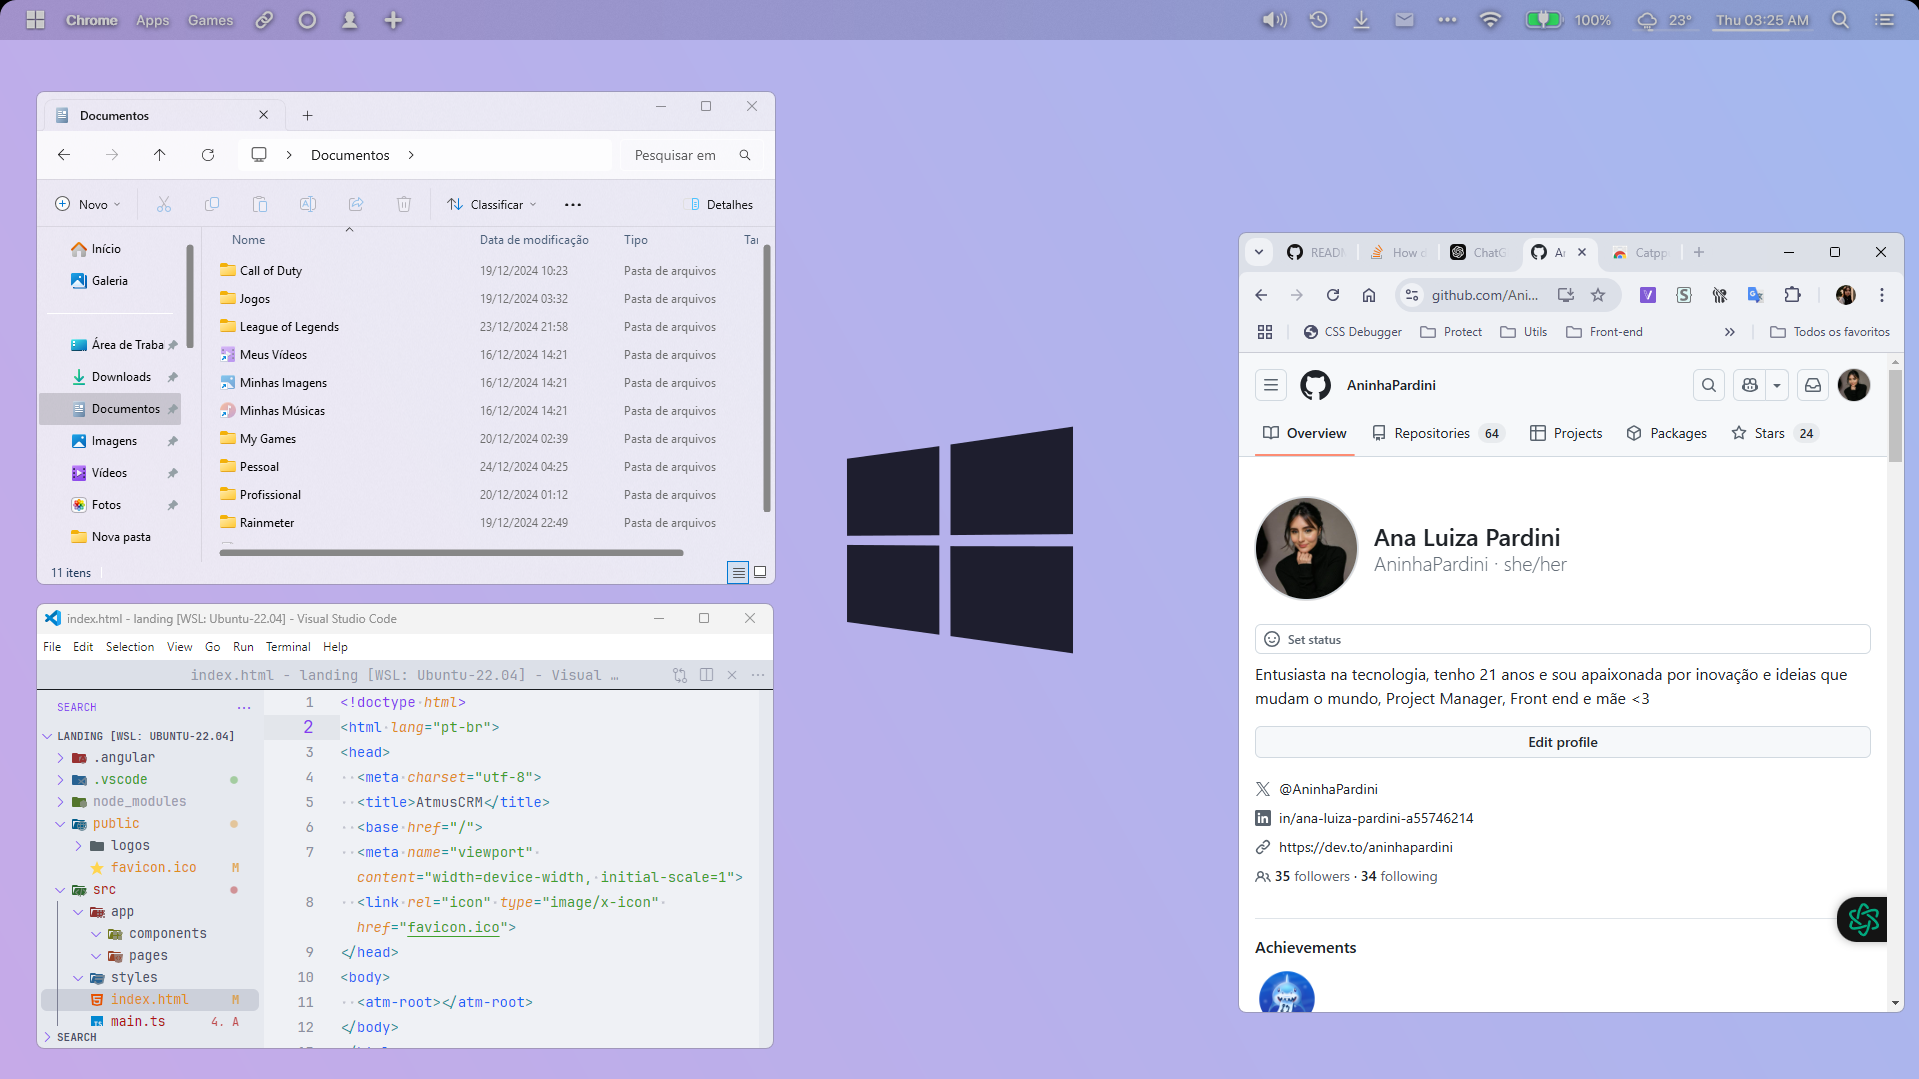 Chrome Apps Games
100% 23° Thu 03:25 AM
Documentos
Documentos
Pesquisar em
Novo
Classificar
Detalhes
Início
Galeria
Área de Traba
Downloads
Documentos
Imagens
Vídeos
Fotos
Nova pasta
Nome Data de modificação Tipo Tar
Call of Duty 19/12/2024 10:23 Pasta de arquivos
Jogos 19/12/2024 03:32 Pasta de arquivos
League of Legends 23/12/2024 21:58 Pasta de arquivos
Meus Vídeos 16/12/2024 14:21 Pasta de arquivos
Minhas Imagens 16/12/2024 14:21 Pasta de arquivos
Minhas Músicas 16/12/2024 14:21 Pasta de arquivos
My Games 20/12/2024 02:39 Pasta de arquivos
Pessoal 24/12/2024 04:25 Pasta de arquivos
Profissional 20/12/2024 01:12 Pasta de arquivos
Rainmeter 19/12/2024 22:49 Pasta de arquivos
11 itens
index.html - landing [WSL: Ubuntu-22.04] - Visual Studio Code
File Edit Selection View Go Run Terminal Help
index.html - landing [WSL: Ubuntu-22.04] - Visual …
SEARCH
LANDING [WSL: UBUNTU-22.04]
.angular
.vscode
node_modules
public
logos
favicon.ico M
src
app
components
pages
styles
index.html M
main.ts 4, A
SEARCH
1 <!doctype html>
2 <html lang="pt-br">
3 <head>
4 <meta charset="utf-8">
5 <title>AtmusCRM</title>
6 <base href="/">
7 <meta name="viewport"
content="width=device-width, initial-scale=1">
8 <link rel="icon" type="image/x-icon"
href="favicon.ico">
9 </head>
10 <body>
11 <atm-root></atm-root>
12 </body>
READ How d ChatG Ar Catpp
github.com/Ani...
CSS Debugger Protect Utils Front-end Todos os favoritos
AninhaPardini
Overview Repositories 64 Projects Packages Stars 24
Ana Luiza Pardini
AninhaPardini · she/her
Set status
Entusiasta na tecnologia, tenho 21 anos e sou apaixonada por inovação e ideias que
mudam o mundo, Project Manager, Front end e mãe <3
Edit profile
@AninhaPardini
in/ana-luiza-pardini-a55746214
https://dev.to/aninhapardini
35 followers · 34 following
Achievements